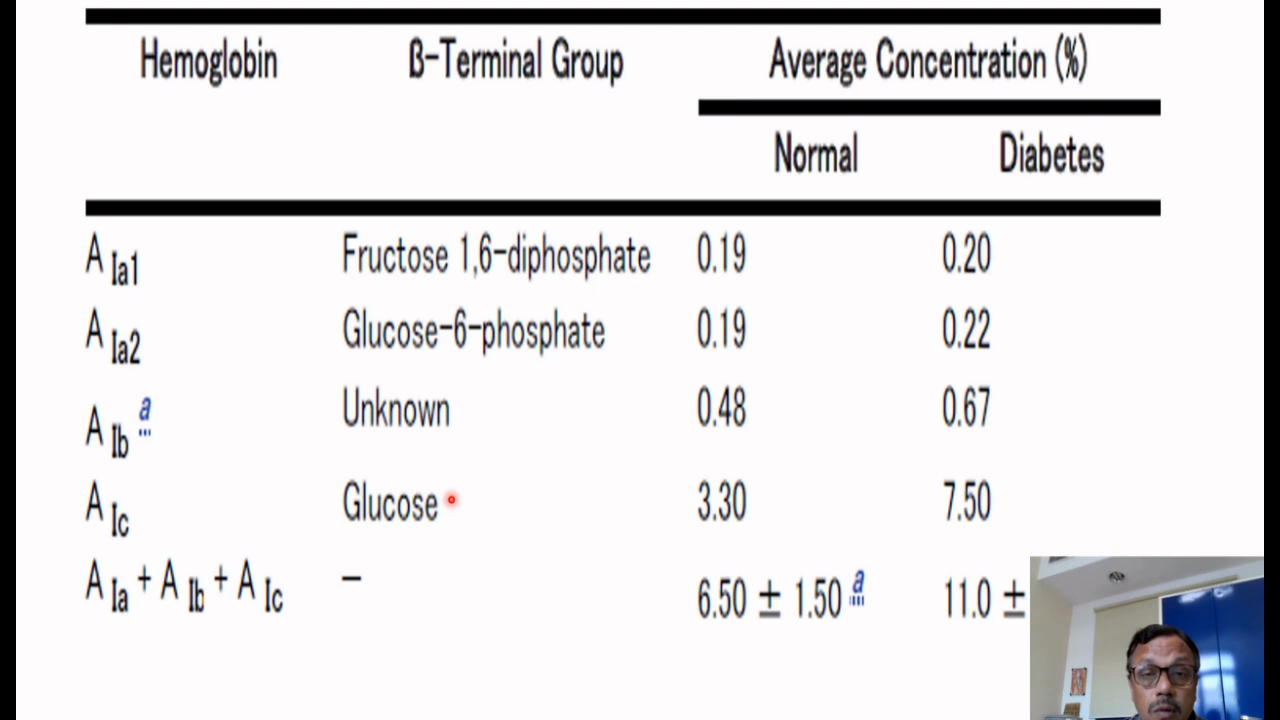 Hemoglobin ß-Terminal Group Average Concentration (%)
Normal Diabetes
A Ia1 Fructose 1,6-diphosphate 0.19 0.20
A Ia2 Glucose-6-phosphate 0.19 0.22
A Ib a Unknown 0.48 0.67
A Ic Glucose 3.30 7.50
A Ia + A Ib + A Ic — 6.50 ± 1.50 a 11.0 ±